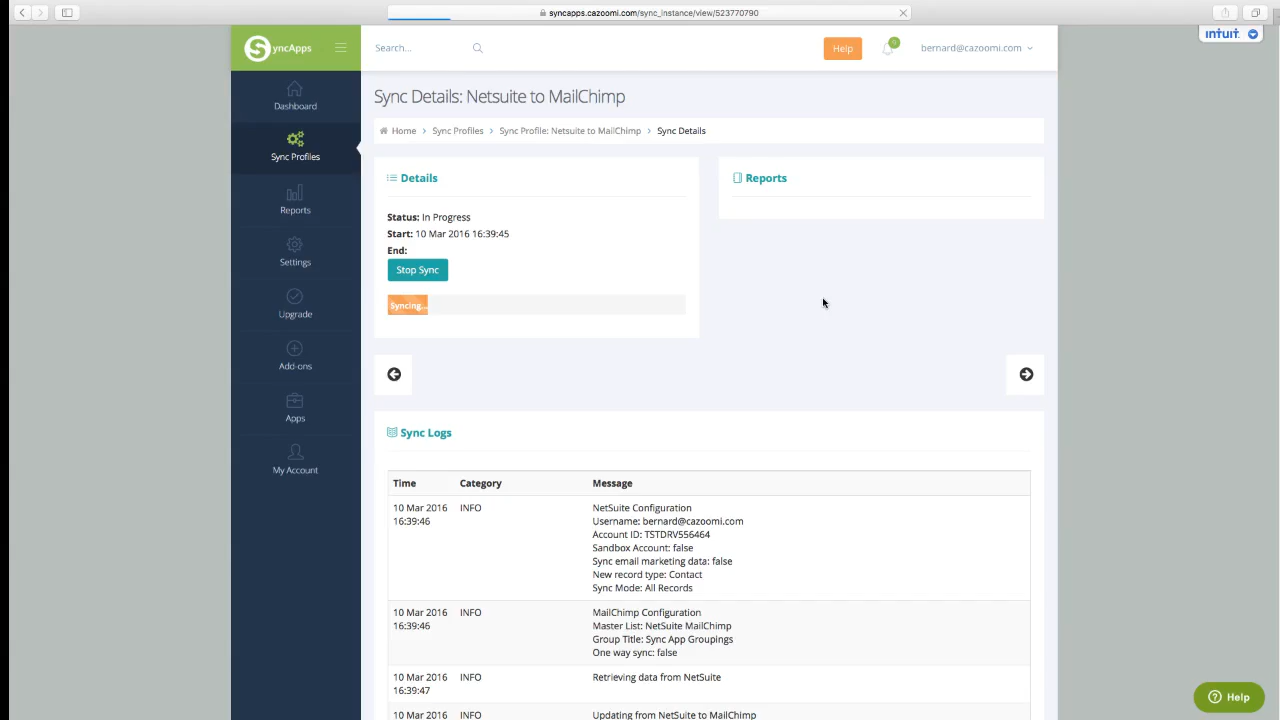 syncapps.cazoomi.com/sync_instance/view/523770790
intuit
SyncApps
Search...
Help
0
bernard@cazoomi.com
Dashboard
Sync Profiles
Reports
Settings
Upgrade
Add-ons
Apps
My Account
Sync Details: Netsuite to MailChimp
Home > Sync Profiles > Sync Profile: Netsuite to MailChimp > Sync Details
Details
Status: In Progress
Start: 10 Mar 2016 16:39:45
End:
Stop Sync
Syncing...
Reports
Sync Logs
Time Category Message
10 Mar 2016 INFO NetSuite Configuration
16:39:46 Username: bernard@cazoomi.com
Account ID: TSTDRV556464
Sandbox Account: false
Sync email marketing data: false
New record type: Contact
Sync Mode: All Records
10 Mar 2016 INFO MailChimp Configuration
16:39:46 Master List: NetSuite MailChimp
Group Title: Sync App Groupings
One way sync: false
10 Mar 2016 INFO Retrieving data from NetSuite
16:39:47
10 Mar 2016 INFO Updating from NetSuite to MailChimp
Help